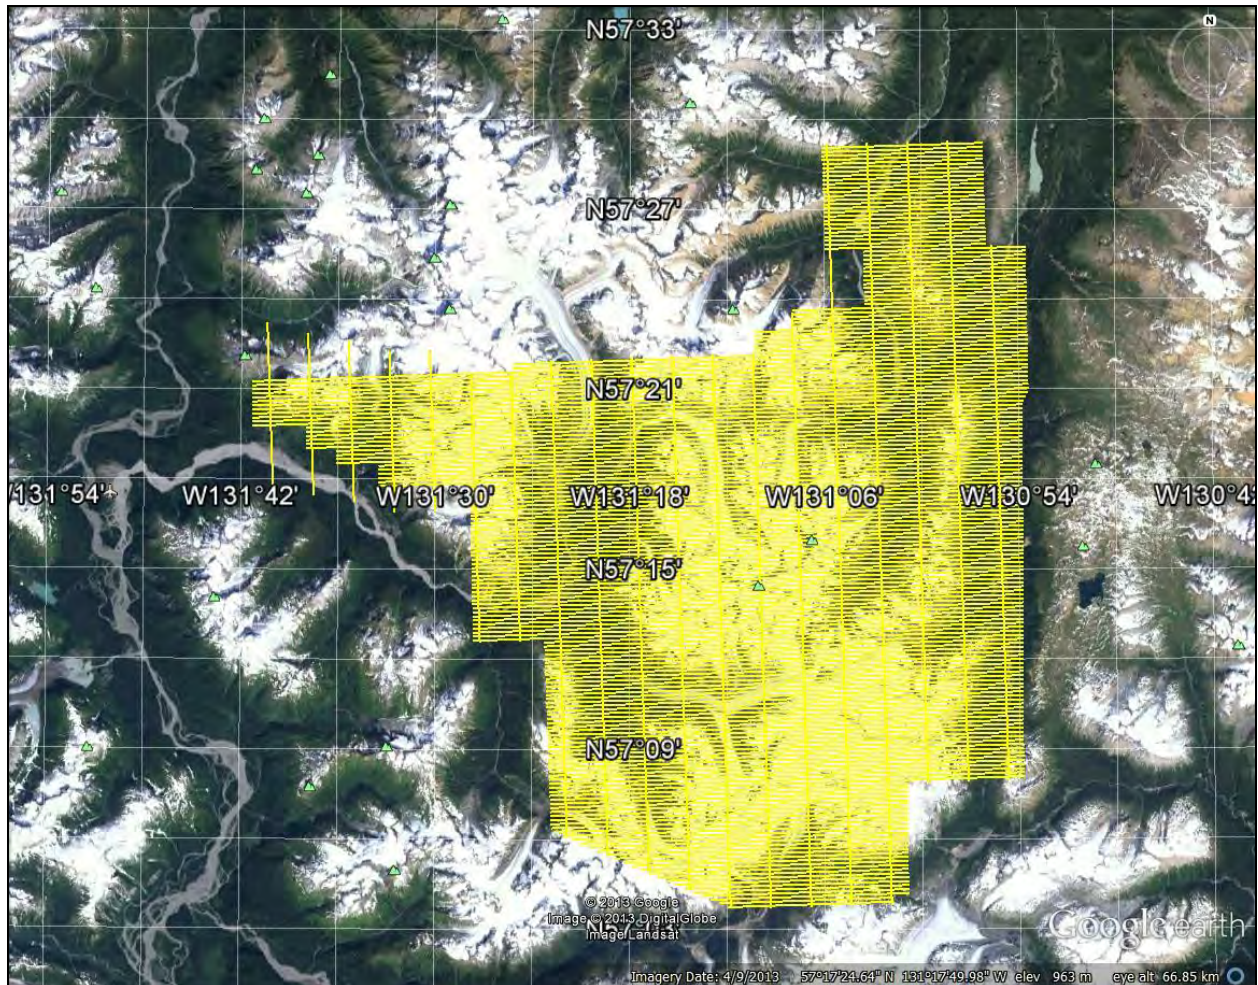 N
N57°33'
N57°27'
N57°21'
W131°54' W131°42' W131°30' W131°18' W131°06' W130°54'
N57°15'
N57°09'
© 2013 Google
Image © 2013 DigitalGlobe
N57°03'
Image Landsat
Google earth
Imagery Date: 4/9/2013 57°17'24.64" N 131°17'49.98" W elev 963 m eye alt 66.85 km